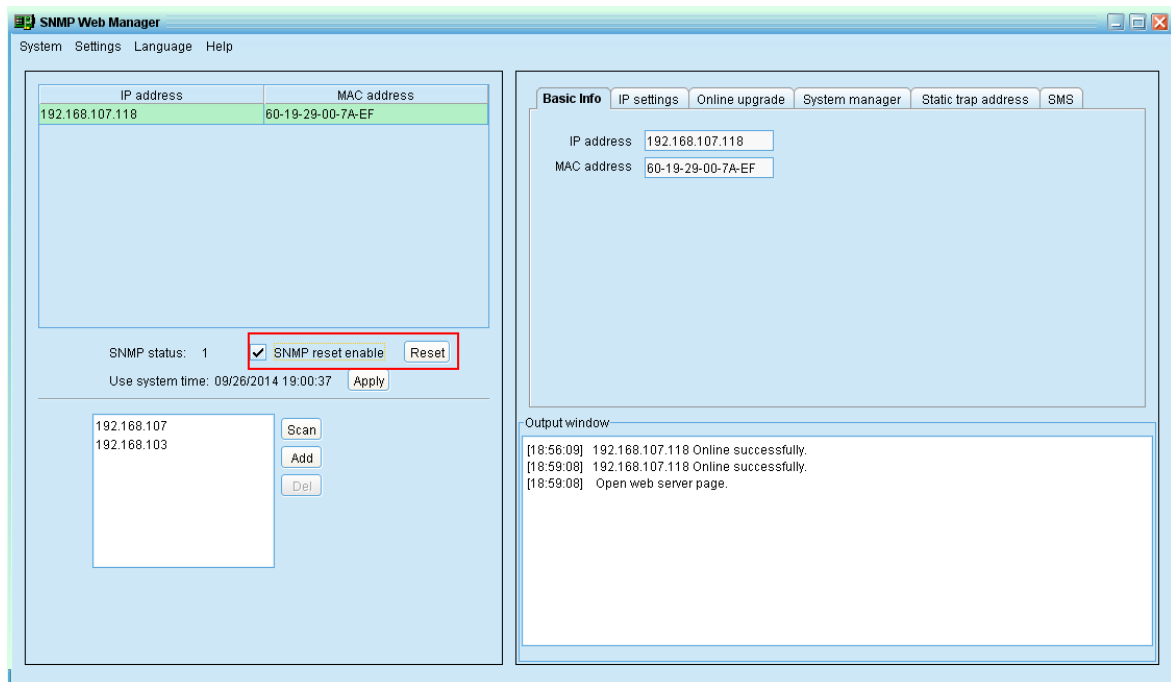 SNMP Web Manager
System Settings Language Help
IP address MAC address
192.168.107.118 60-19-29-00-7A-EF
SNMP status: 1 SNMP reset enable Reset
Use system time: 09/26/2014 19:00:37 Apply
192.168.107
192.168.103
Scan
Add
Del
Basic Info IP settings Online upgrade System manager Static trap address SMS
IP address 192.168.107.118
MAC address 60-19-29-00-7A-EF
Output window
[18:56:09] 192.168.107.118 Online successfully.
[18:59:08] 192.168.107.118 Online successfully.
[18:59:08] Open web server page.